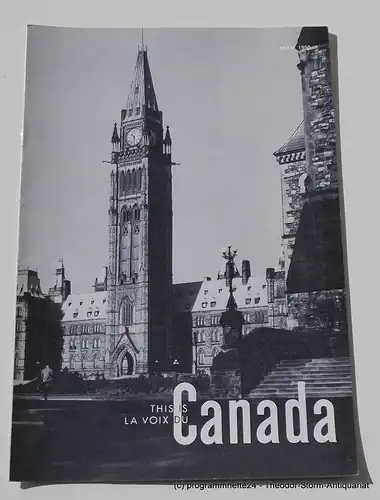 THIS IS
LA VOIX DU
Canada
(c) programmhefte24 - Theodor-Storm-Antiquariat